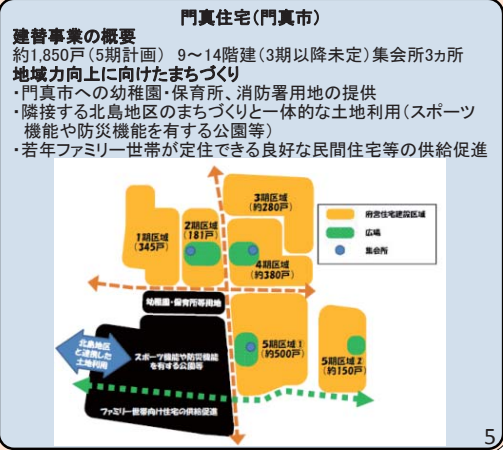 門真住宅(門真市)
建替事業の概要
約1,850戸(5期計画) 9～14階建(3期以降未定)集会所3ヵ所
地域力向上に向けたまちづくり
・門真市への幼稚園・保育所、消防署用地の提供
・隣接する北島地区のまちづくりと一体的な土地利用(スポーツ
機能や防災機能を有する公園等)
・若年ファミリー世帯が定住できる良好な民間住宅等の供給促進
3期区域
(約280戸)
府営住宅建設区域
広場
集会所
1期区域
(345戸)
2期区域
(181戸)
4期区域
(約380戸)
幼稚園・保育所等用地
北島地区
と連携した
土地利用
スポーツ機能や防災機能
を有する公園等
5期区域1
(約500戸)
5期区域2
(約150戸)
ファミリー世帯向け住宅の供給促進
5